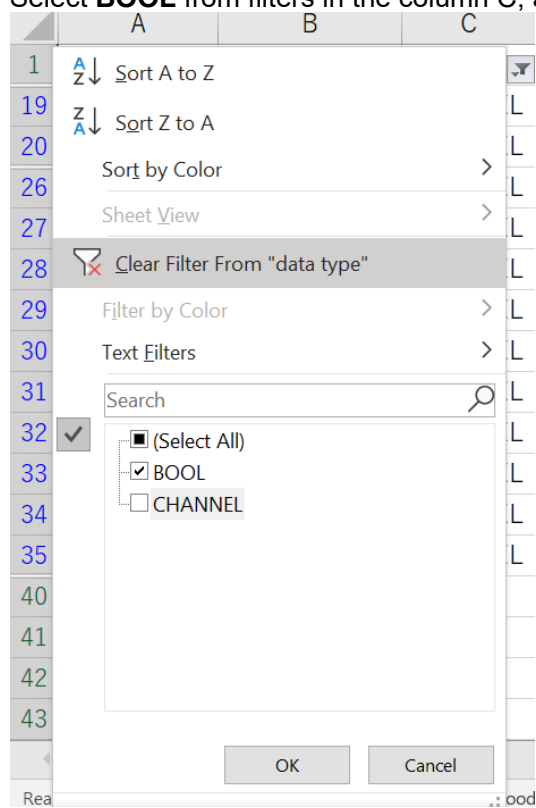 Select BOOL from filters in the column C, a
A B C
1
Sort A to Z
19 L
Sort Z to A
20 L
Sort by Color
26 L
Sheet View
27 L
28 Clear Filter From "data type" L
29 Filter by Color L
30 Text Filters L
31 Search L
32 (Select All) L
33 BOOL L
34 CHANNEL L
35 L
40
41
42
43
OK Cancel
Rea ood